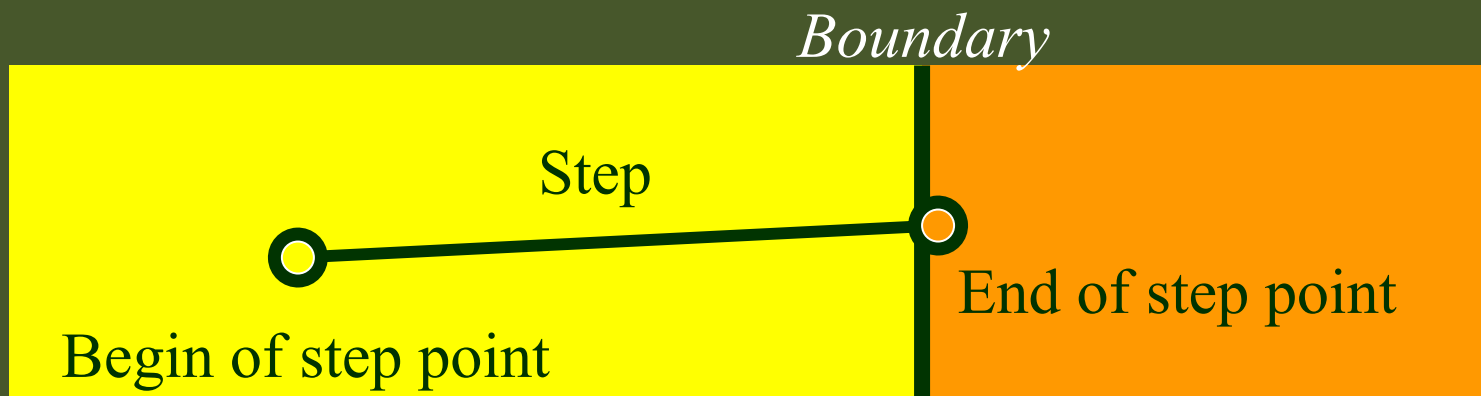 Boundary
Step
End of step point
Begin of step point